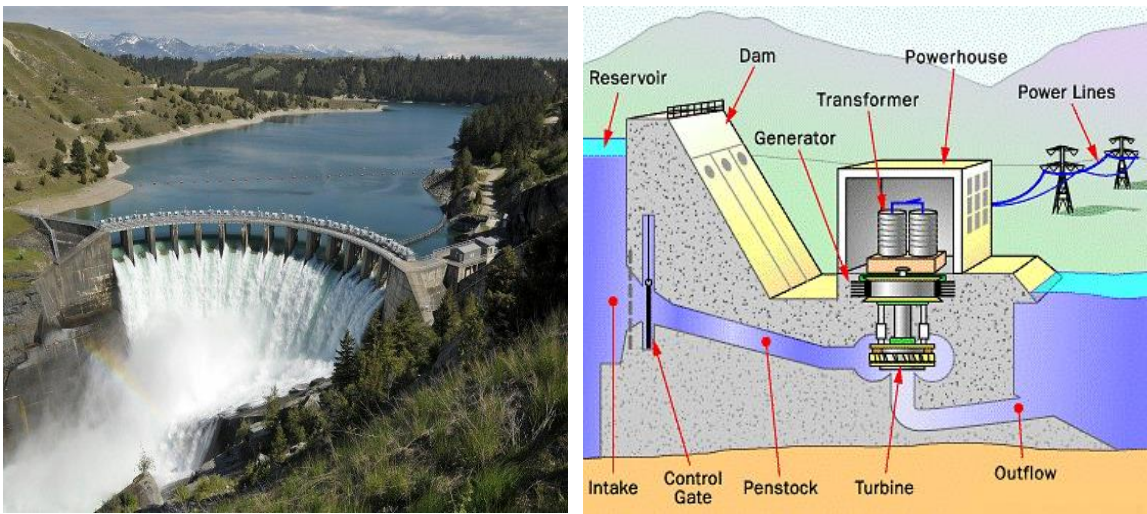 Dam
Powerhouse
Reservoir
Transformer
Power Lines
Generator
Intake
Control
Gate
Penstock
Turbine
Outflow